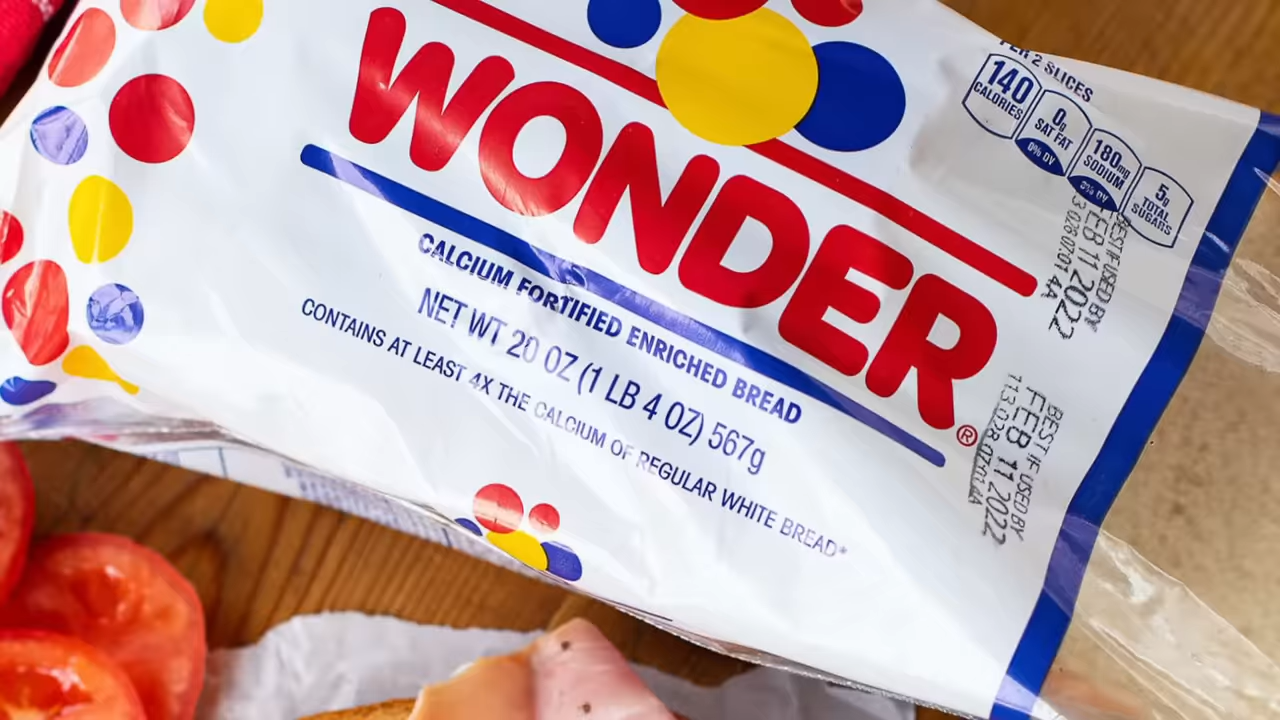 WONDER®
CALCIUM FORTIFIED ENRICHED BREAD
NET WT 20 OZ (1 LB 4 OZ) 567g
CONTAINS AT LEAST 4X THE CALCIUM OF REGULAR WHITE BREAD*
PER 2 SLICES
140
CALORIES
0g
SAT FAT
0% DV
180mg
SODIUM
8% DV
5g
TOTAL
SUGARS
BEST IF USED BY
FEB 11 2022
BEST IF USED BY
FEB 11 2022